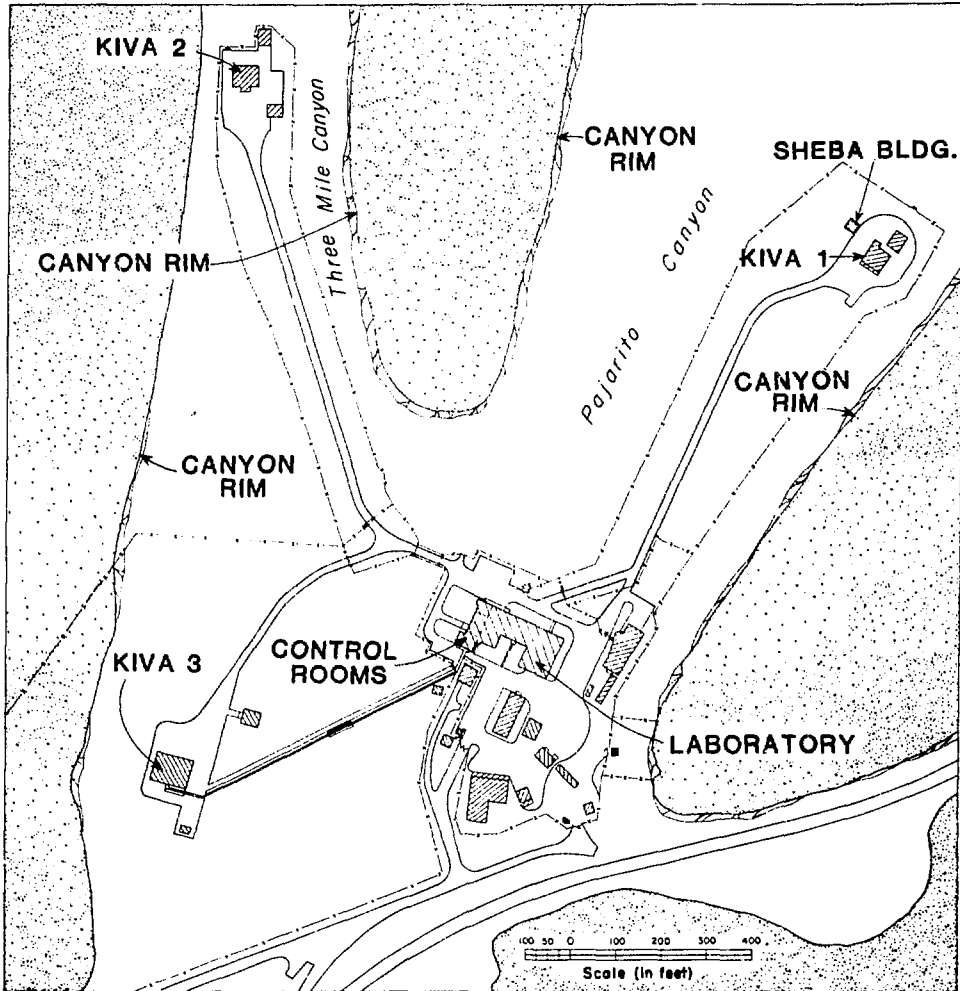 KIVA 2
Three Mile Canyon
CANYON
RIM
SHEBA BLDG.
CANYON RIM
Pajarito Canyon
KIVA 1
CANYON
RIM
CANYON
RIM
KIVA 3
CONTROL
ROOMS
LABORATORY
100 50 0 100 200 300 400
Scale (in feet)